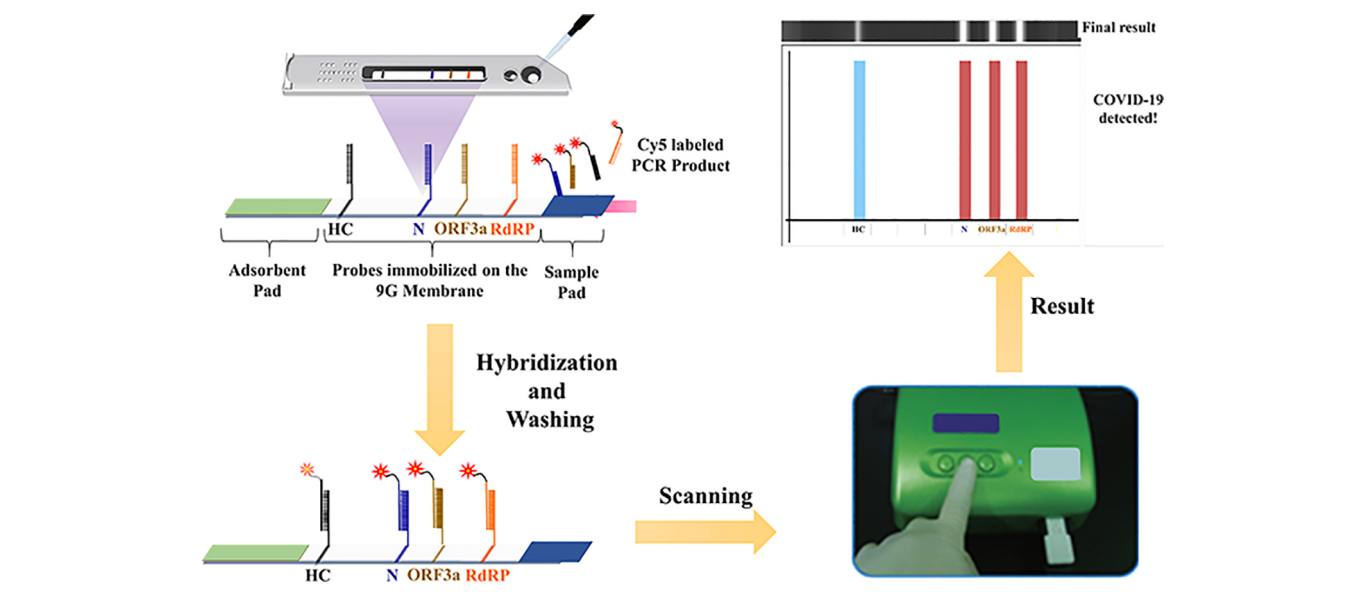 Cy5 labeled
PCR Product
HC
N
ORF3a
RdRP
Adsorbent
Pad
Probes immobilized on the
9G Membrane
Sample
Pad
Hybridization
and
Washing
HC
N
ORF3a
RdRP
Scanning
Result
Final result
COVID-19
detected!
HC
N
ORF3a
RdRP